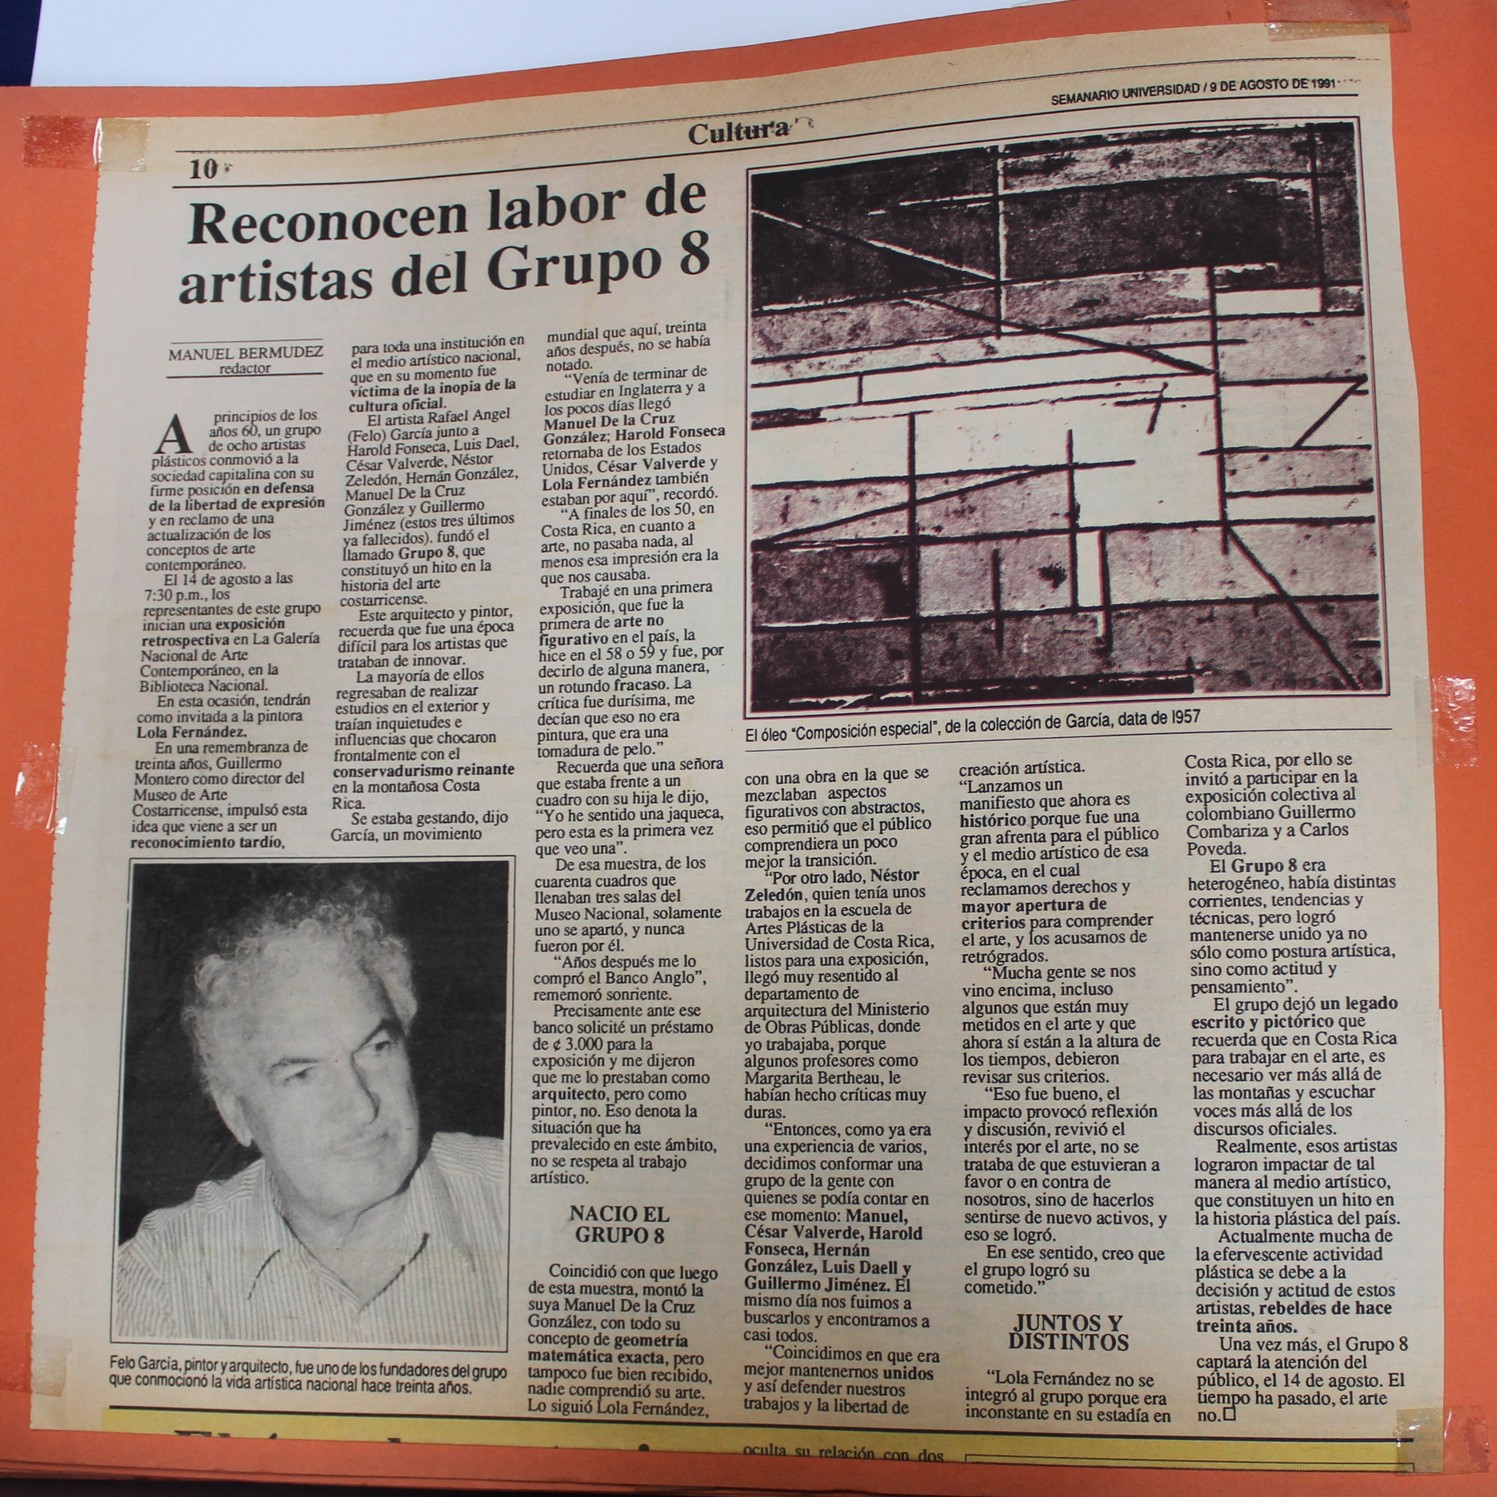 SEMANARIO UNIVERSIDAD / 9 DE AGOSTO DE 1991
Cultura
10
Reconocen labor de
artistas del Grupo 8
MANUEL BERMUDEZ
redactor
A principios de los
años 60, un grupo
de ocho artistas
plásticos conmovió a la
sociedad capitalina con su
firme posición en defensa
de la libertad de expresión
y en reclamo de una
actualización de los
conceptos de arte
contemporáneo.
El 14 de agosto a las
7:30 p.m., los
representantes de este grupo
inician una exposición
retrospectiva en La Galería
Nacional de Arte
Contemporáneo, en la
Biblioteca Nacional.
En esta ocasión, tendrán
como invitada a la pintora
Lola Fernández.
En una remembranza de
treinta años, Guillermo
Montero como director del
Museo de Arte
Costarricense, impulsó esta
idea que viene a ser un
reconocimiento tardío,
para toda una institución en
el medio artístico nacional,
que en su momento fue
víctima de la inopia de la
cultura oficial.
El artista Rafael Angel
(Felo) García junto a
Harold Fonseca, Luis Dael,
César Valverde, Néstor
Zeledón, Hernán González,
Manuel De la Cruz
González y Guillermo
Jiménez (estos tres últimos
ya fallecidos). fundó el
llamado Grupo 8, que
constituyó un hito en la
historia del arte
costarricense.
Este arquitecto y pintor,
recuerda que fue una época
difícil para los artistas que
trataban de innovar.
La mayoría de ellos
regresaban de realizar
estudios en el exterior y
traían inquietudes e
influencias que chocaron
frontalmente con el
conservadurismo reinante
en la montañosa Costa
Rica.
Se estaba gestando, dijo
García, un movimiento
mundial que aquí, treinta
años después, no se había
notado.
"Venía de terminar de
estudiar en Inglaterra y a
los pocos días llegó
Manuel De la Cruz
González; Harold Fonseca
retornaba de los Estados
Unidos, César Valverde y
Lola Fernández también
estaban por aquí", recordó.
"A finales de los 50, en
Costa Rica, en cuanto a
arte, no pasaba nada, al
menos esa impresión era la
que nos causaba.
Trabajé en una primera
exposición, que fue la
primera de arte no
figurativo en el país, la
hice en el 58 o 59 y fue, por
decirlo de alguna manera,
un rotundo fracaso. La
crítica fue durísima, me
decían que eso no era
pintura, que era una
tomadura de pelo."
Recuerda que una señora
que estaba frente a un
cuadro con su hija le dijo,
"Yo he sentido una jaqueca,
pero esta es la primera vez
que veo una".
De esa muestra, de los
cuarenta cuadros que
llenaban tres salas del
Museo Nacional, solamente
uno se apartó, y nunca
fueron por él.
"Años después me lo
compró el Banco Anglo",
rememoró sonriente.
Precisamente ante ese
banco solicité un préstamo
de ¢ 3.000 para la
exposición y me dijeron
que me lo prestaban como
arquitecto, pero como
pintor, no. Eso denota la
situación que ha
prevalecido en este ámbito,
no se respeta al trabajo
artístico.
NACIO EL
GRUPO 8
Coincidió con que luego
de esta muestra, montó la
suya Manuel De la Cruz
González, con todo su
concepto de geometría
matemática exacta, pero
tampoco fue bien recibido,
nadie comprendió su arte.
Lo siguió Lola Fernández,
El óleo "Composición especial", de la colección de García, data de 1957
con una obra en la que se
mezclaban aspectos
figurativos con abstractos,
eso permitió que el público
comprendiera un poco
mejor la transición.
"Por otro lado, Néstor
Zeledón, quien tenía unos
trabajos en la escuela de
Artes Plásticas de la
Universidad de Costa Rica,
listos para una exposición,
llegó muy resentido al
departamento de
arquitectura del Ministerio
de Obras Públicas, donde
yo trabajaba, porque
algunos profesores como
Margarita Bertheau, le
habían hecho críticas muy
duras.
"Entonces, como ya era
una experiencia de varios,
decidimos conformar una
grupo de la gente con
quienes se podía contar en
ese momento: Manuel,
César Valverde, Harold
Fonseca, Hernán
González, Luis Daell y
Guillermo Jiménez. El
mismo día nos fuimos a
buscarlos y encontramos a
casi todos.
"Coincidimos en que era
mejor mantenernos unidos
y así defender nuestros
trabajos y la libertad de
creación artística.
"Lanzamos un
manifiesto que ahora es
histórico porque fue una
gran afrenta para el público
y el medio artístico de esa
época, en el cual
reclamamos derechos y
mayor apertura de
criterios para comprender
el arte, y los acusamos de
retrógrados.
"Mucha gente se nos
vino encima, incluso
algunos que están muy
metidos en el arte y que
ahora sí están a la altura de
los tiempos, debieron
revisar sus criterios.
"Eso fue bueno, el
impacto provocó reflexión
y discusión, revivió el
interés por el arte, no se
trataba de que estuvieran a
favor o en contra de
nosotros, sino de hacerlos
sentirse de nuevo activos, y
eso se logró.
En ese sentido, creo que
el grupo logró su
cometido."
JUNTOS Y
DISTINTOS
"Lola Fernández no se
integró al grupo porque era
inconstante en su estadía en
Costa Rica, por ello se
invitó a participar en la
exposición colectiva al
colombiano Guillermo
Combariza y a Carlos
Poveda.
El Grupo 8 era
heterogéneo, había distintas
corrientes, tendencias y
técnicas, pero logró
mantenerse unido ya no
sólo como postura artística,
sino como actitud y
pensamiento".
El grupo dejó un legado
escrito y pictórico que
recuerda que en Costa Rica
para trabajar en el arte, es
necesario ver más allá de
las montañas y escuchar
voces más allá de los
discursos oficiales.
Realmente, esos artistas
lograron impactar de tal
manera al medio artístico,
que constituyen un hito en
la historia plástica del país.
Actualmente mucha de
la efervescente actividad
plástica se debe a la
decisión y actitud de estos
artistas, rebeldes de hace
treinta años.
Una vez más, el Grupo 8
captará la atención del
público, el 14 de agosto. El
tiempo ha pasado, el arte
no.
Felo García, pintor y arquitecto, fue uno de los fundadores del grupo
que conmocionó la vida artística nacional hace treinta años.
oculta su relación con dos